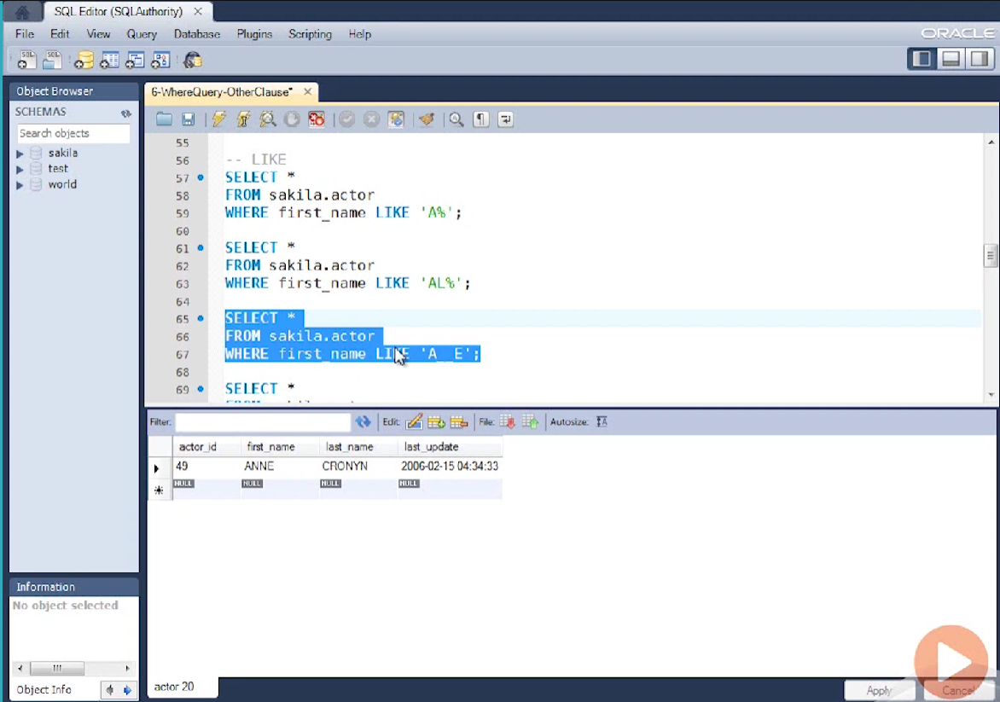 SQL Editor (SQLAuthority)
File Edit View Query Database Plugins Scripting Help
ORACLE
SQL SQL
Object Browser
SCHEMAS
Search objects
sakila
test
world
Information
No object selected
Object Info
6-WhereQuery-OtherClause*
55
56 -- LIKE
57 SELECT *
58 FROM sakila.actor
59 WHERE first_name LIKE 'A%';
60
61 SELECT *
62 FROM sakila.actor
63 WHERE first_name LIKE 'AL%';
64
65 SELECT *
66 FROM sakila.actor
67 WHERE first_name LIKE 'A__E';
68
69 SELECT *
Filter: Edit: File: Autosize:
actor_id first_name last_name last_update
49 ANNE CRONYN 2006-02-15 04:34:33
NULL NULL NULL NULL
actor 20
Apply Cancel